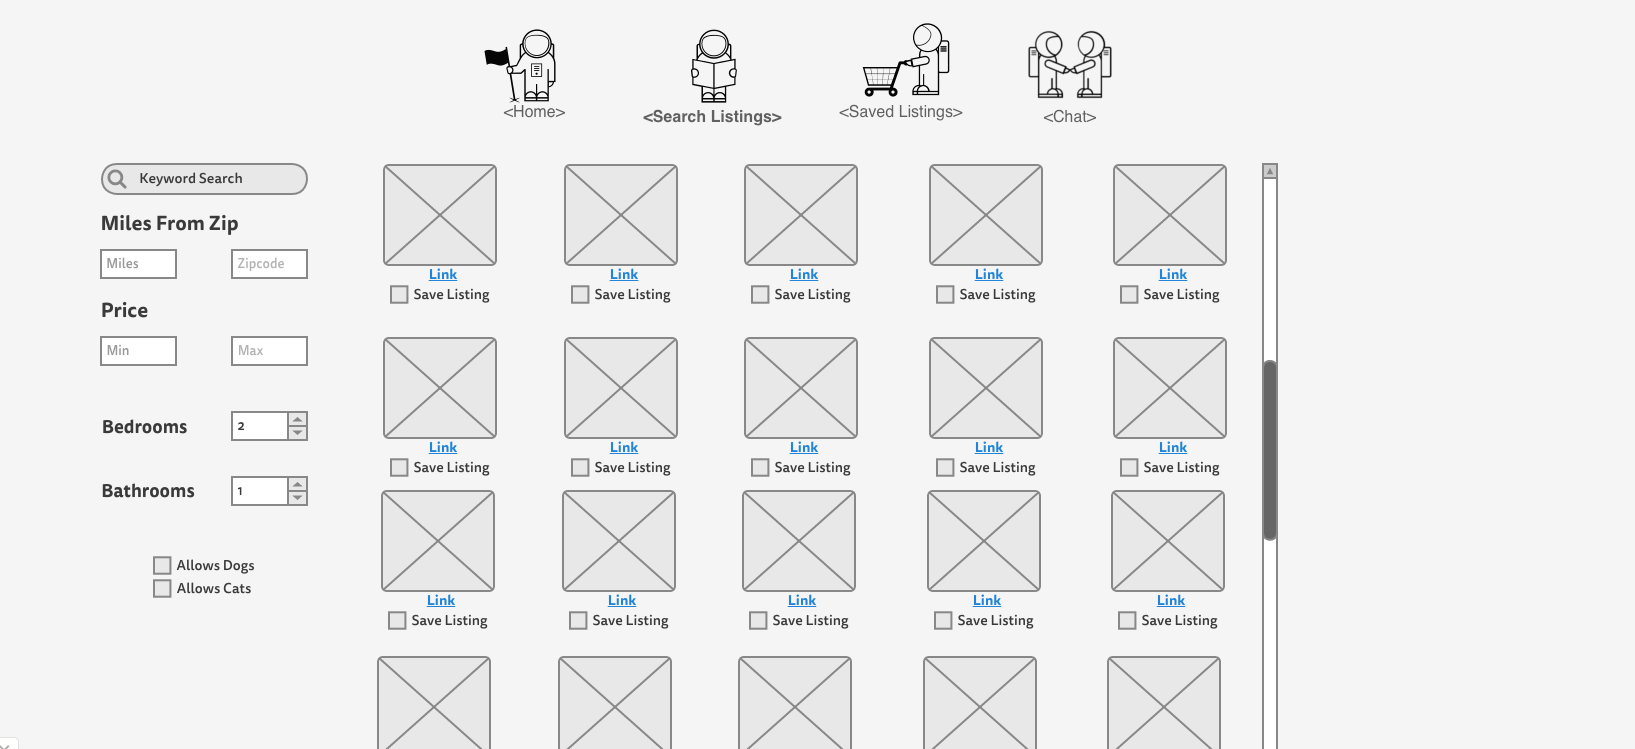 <Home>
<Search Listings>
<Saved Listings>
<Chat>
Keyword Search
Miles From Zip
Miles
Zipcode
Price
Min
Max
Bedrooms
2
Bathrooms
1
Allows Dogs
Allows Cats
Link
Link
Link
Link
Link
Save Listing
Save Listing
Save Listing
Save Listing
Save Listing
Link
Link
Link
Link
Link
Save Listing
Save Listing
Save Listing
Save Listing
Save Listing
Link
Link
Link
Link
Link
Save Listing
Save Listing
Save Listing
Save Listing
Save Listing